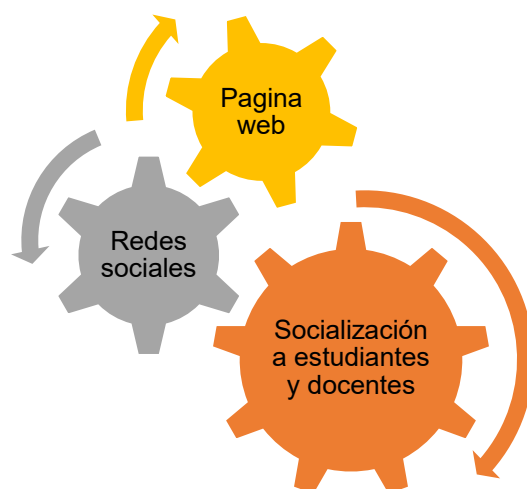 Pagina
web
Redes
sociales
Socialización
a estudiantes
y docentes